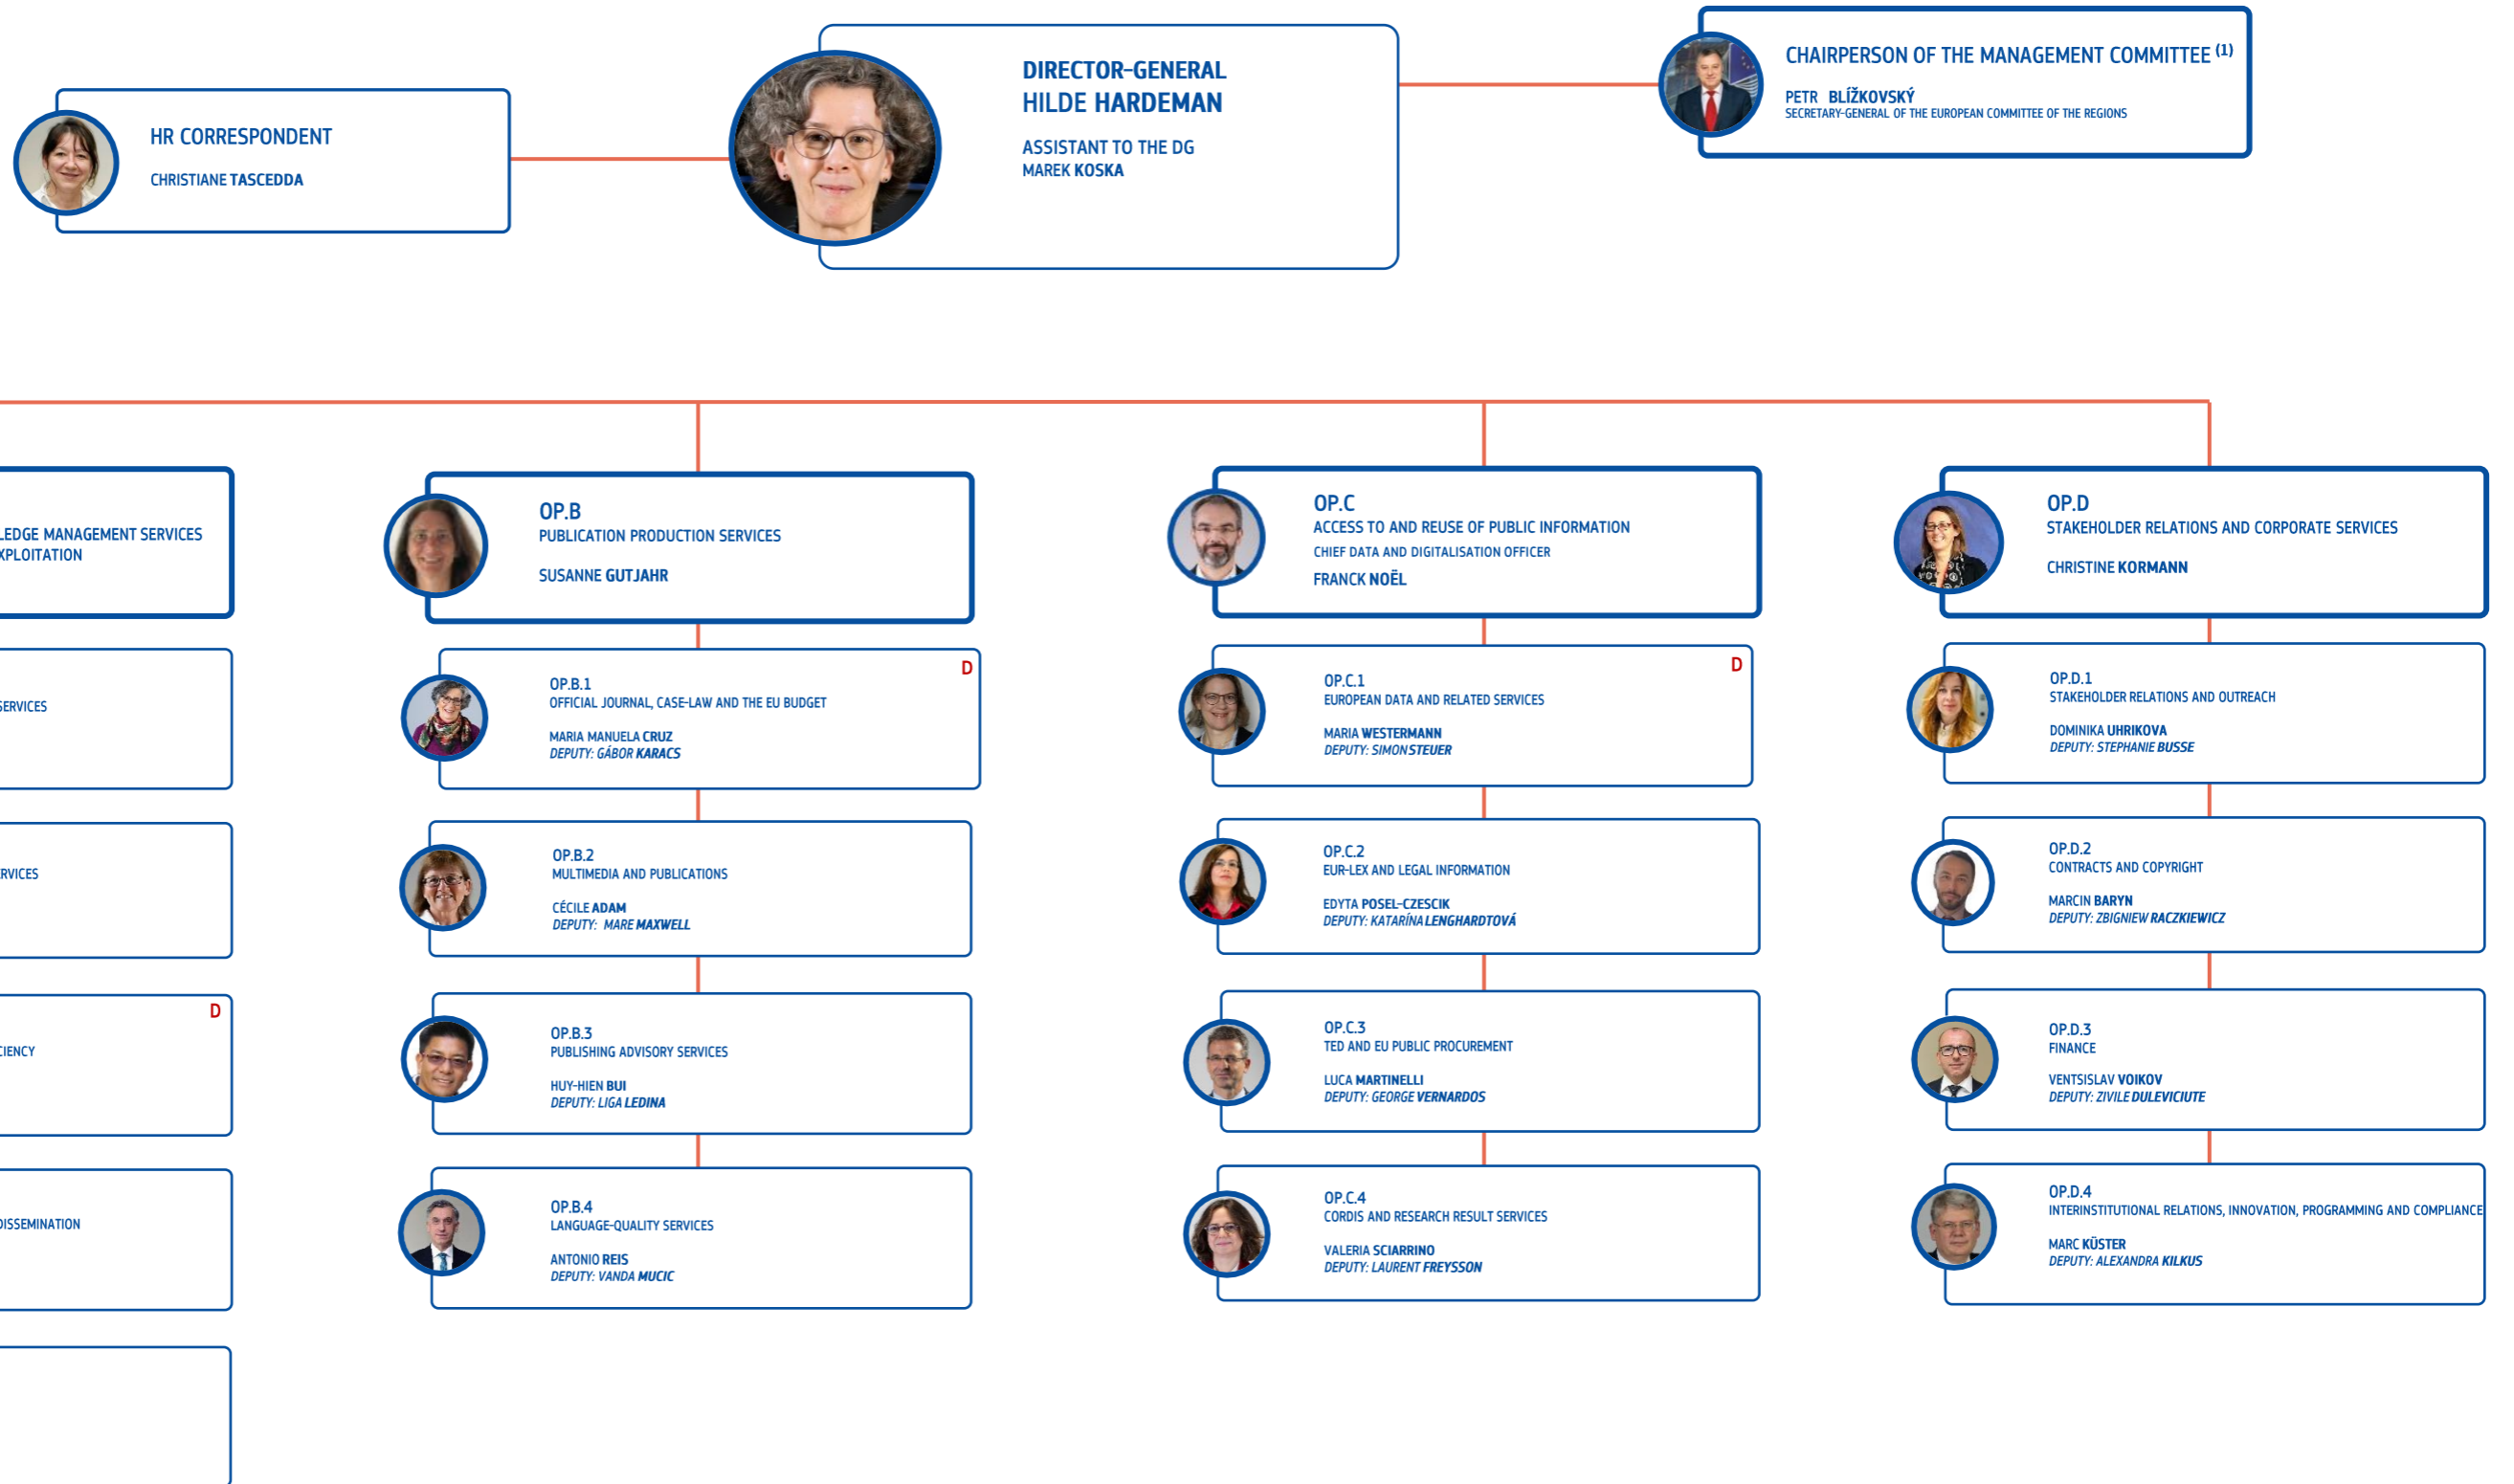 HR CORRESPONDENT
CHRISTIANE TASCEDDA
DIRECTOR-GENERAL
HILDE HARDEMAN
ASSISTANT TO THE DG
MAREK KOSKA
CHAIRPERSON OF THE MANAGEMENT COMMITTEE (1)
PETR BLÍŽKOVSKÝ
SECRETARY-GENERAL OF THE EUROPEAN COMMITTEE OF THE REGIONS
LEDGE MANAGEMENT SERVICES
XPLOITATION
SERVICES
RVICES
D
CIENCY
DISSEMINATION
OP.B
PUBLICATION PRODUCTION SERVICES
SUSANNE GUTJAHR
D
OP.B.1
OFFICIAL JOURNAL, CASE-LAW AND THE EU BUDGET
MARIA MANUELA CRUZ
DEPUTY: GÁBOR KARACS
OP.B.2
MULTIMEDIA AND PUBLICATIONS
CÉCILE ADAM
DEPUTY: MARE MAXWELL
OP.B.3
PUBLISHING ADVISORY SERVICES
HUY-HIEN BUI
DEPUTY: LIGA LEDINA
OP.B.4
LANGUAGE-QUALITY SERVICES
ANTONIO REIS
DEPUTY: VANDA MUCIC
OP.C
ACCESS TO AND REUSE OF PUBLIC INFORMATION
CHIEF DATA AND DIGITALISATION OFFICER
FRANCK NOËL
D
OP.C.1
EUROPEAN DATA AND RELATED SERVICES
MARIA WESTERMANN
DEPUTY: SIMON STEUER
OP.C.2
EUR-LEX AND LEGAL INFORMATION
EDYTA POSEL-CZESCIK
DEPUTY: KATARÍNA LENGHARDTOVÁ
OP.C.3
TED AND EU PUBLIC PROCUREMENT
LUCA MARTINELLI
DEPUTY: GEORGE VERNARDOS
OP.C.4
CORDIS AND RESEARCH RESULT SERVICES
VALERIA SCIARRINO
DEPUTY: LAURENT FREYSSON
OP.D
STAKEHOLDER RELATIONS AND CORPORATE SERVICES
CHRISTINE KORMANN
OP.D.1
STAKEHOLDER RELATIONS AND OUTREACH
DOMINIKA UHRIKOVA
DEPUTY: STEPHANIE BUSSE
OP.D.2
CONTRACTS AND COPYRIGHT
MARCIN BARYN
DEPUTY: ZBIGNIEW RACZKIEWICZ
OP.D.3
FINANCE
VENTSISLAV VOIKOV
DEPUTY: ZIVILE DULEVICIUTE
OP.D.4
INTERINSTITUTIONAL RELATIONS, INNOVATION, PROGRAMMING AND COMPLIANCE
MARC KÜSTER
DEPUTY: ALEXANDRA KILKUS